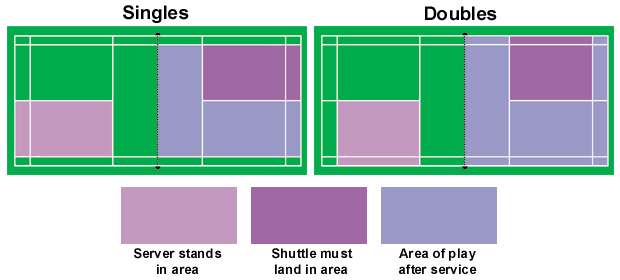 Singles
Doubles
Server stands
in area
Shuttle must
land in area
Area of play
after service